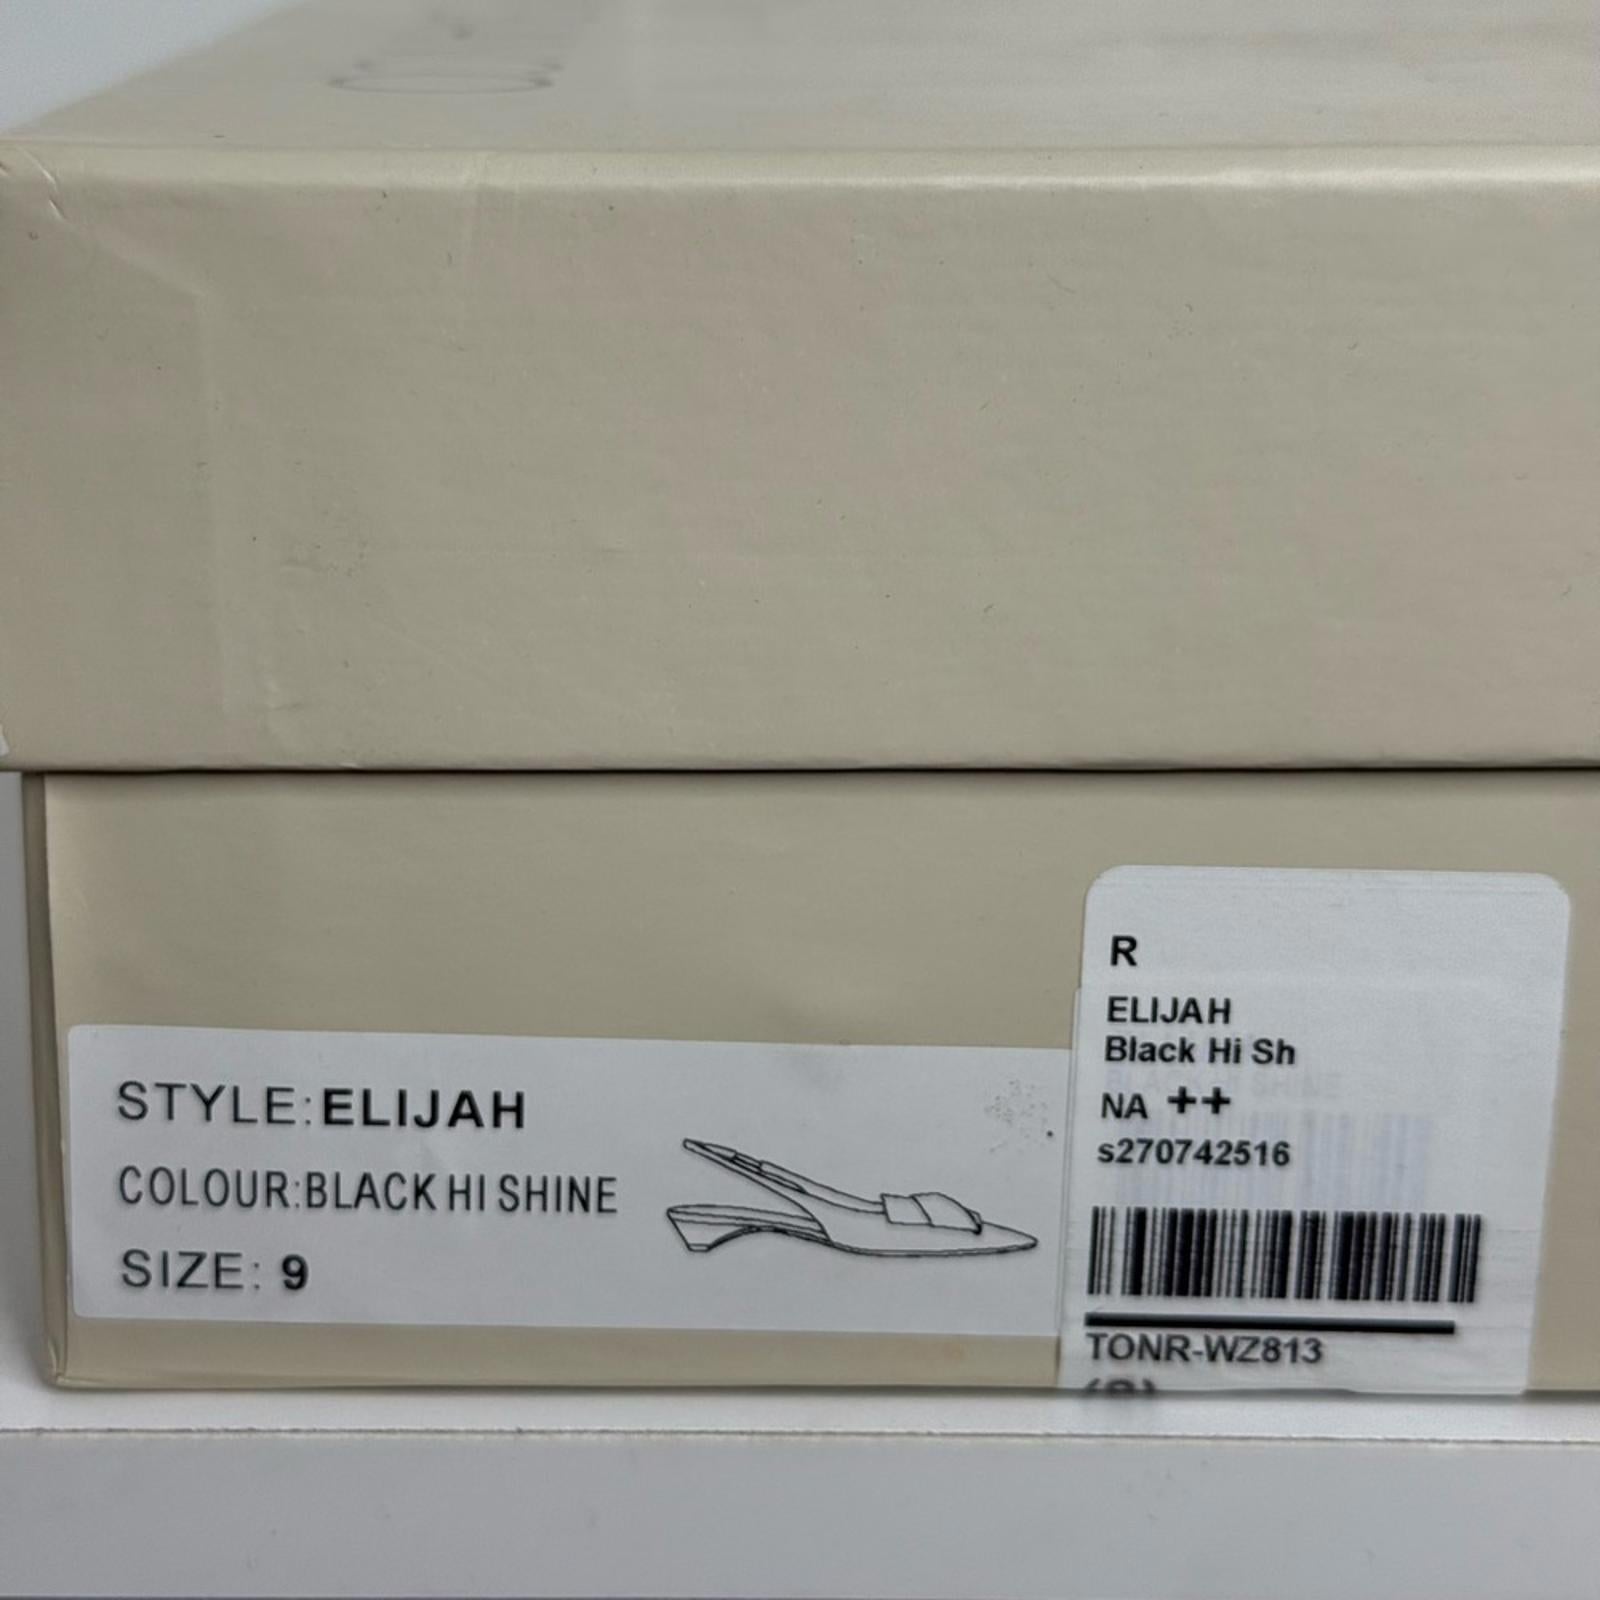 STYLE:ELIJAH
COLOUR:BLACK HI SHINE
SIZE: 9
R
ELIJAH
Black Hi Sh
NA ++
s270742516
TONR-WZ813